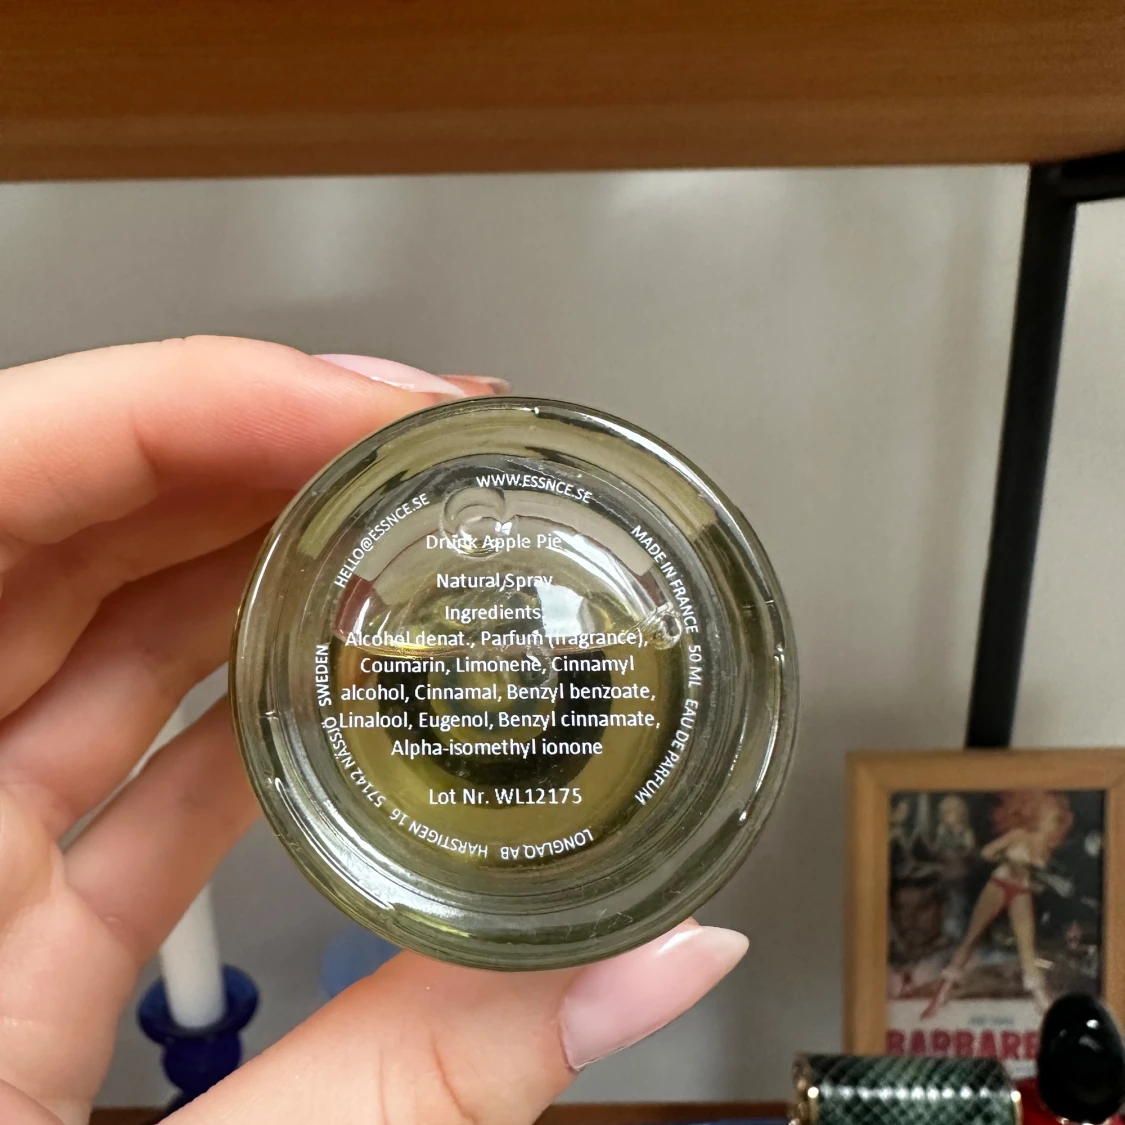 HELLO@ESSNCE.SE
WWW.ESSNCE.SE
MADE IN FRANCE
50 ML
EAU DE PARFUM
LONGLAQ AB
HARSTIGEN 16
57142 NÄSSJÖ
SWEDEN
Drunk Apple Pie
Natural Spray
Ingredients:
Alcohol denat., Parfum (fragrance),
Coumarin, Limonene, Cinnamyl
alcohol, Cinnamal, Benzyl benzoate,
Linalool, Eugenol, Benzyl cinnamate,
Alpha-isomethyl ionone
Lot Nr. WL12175